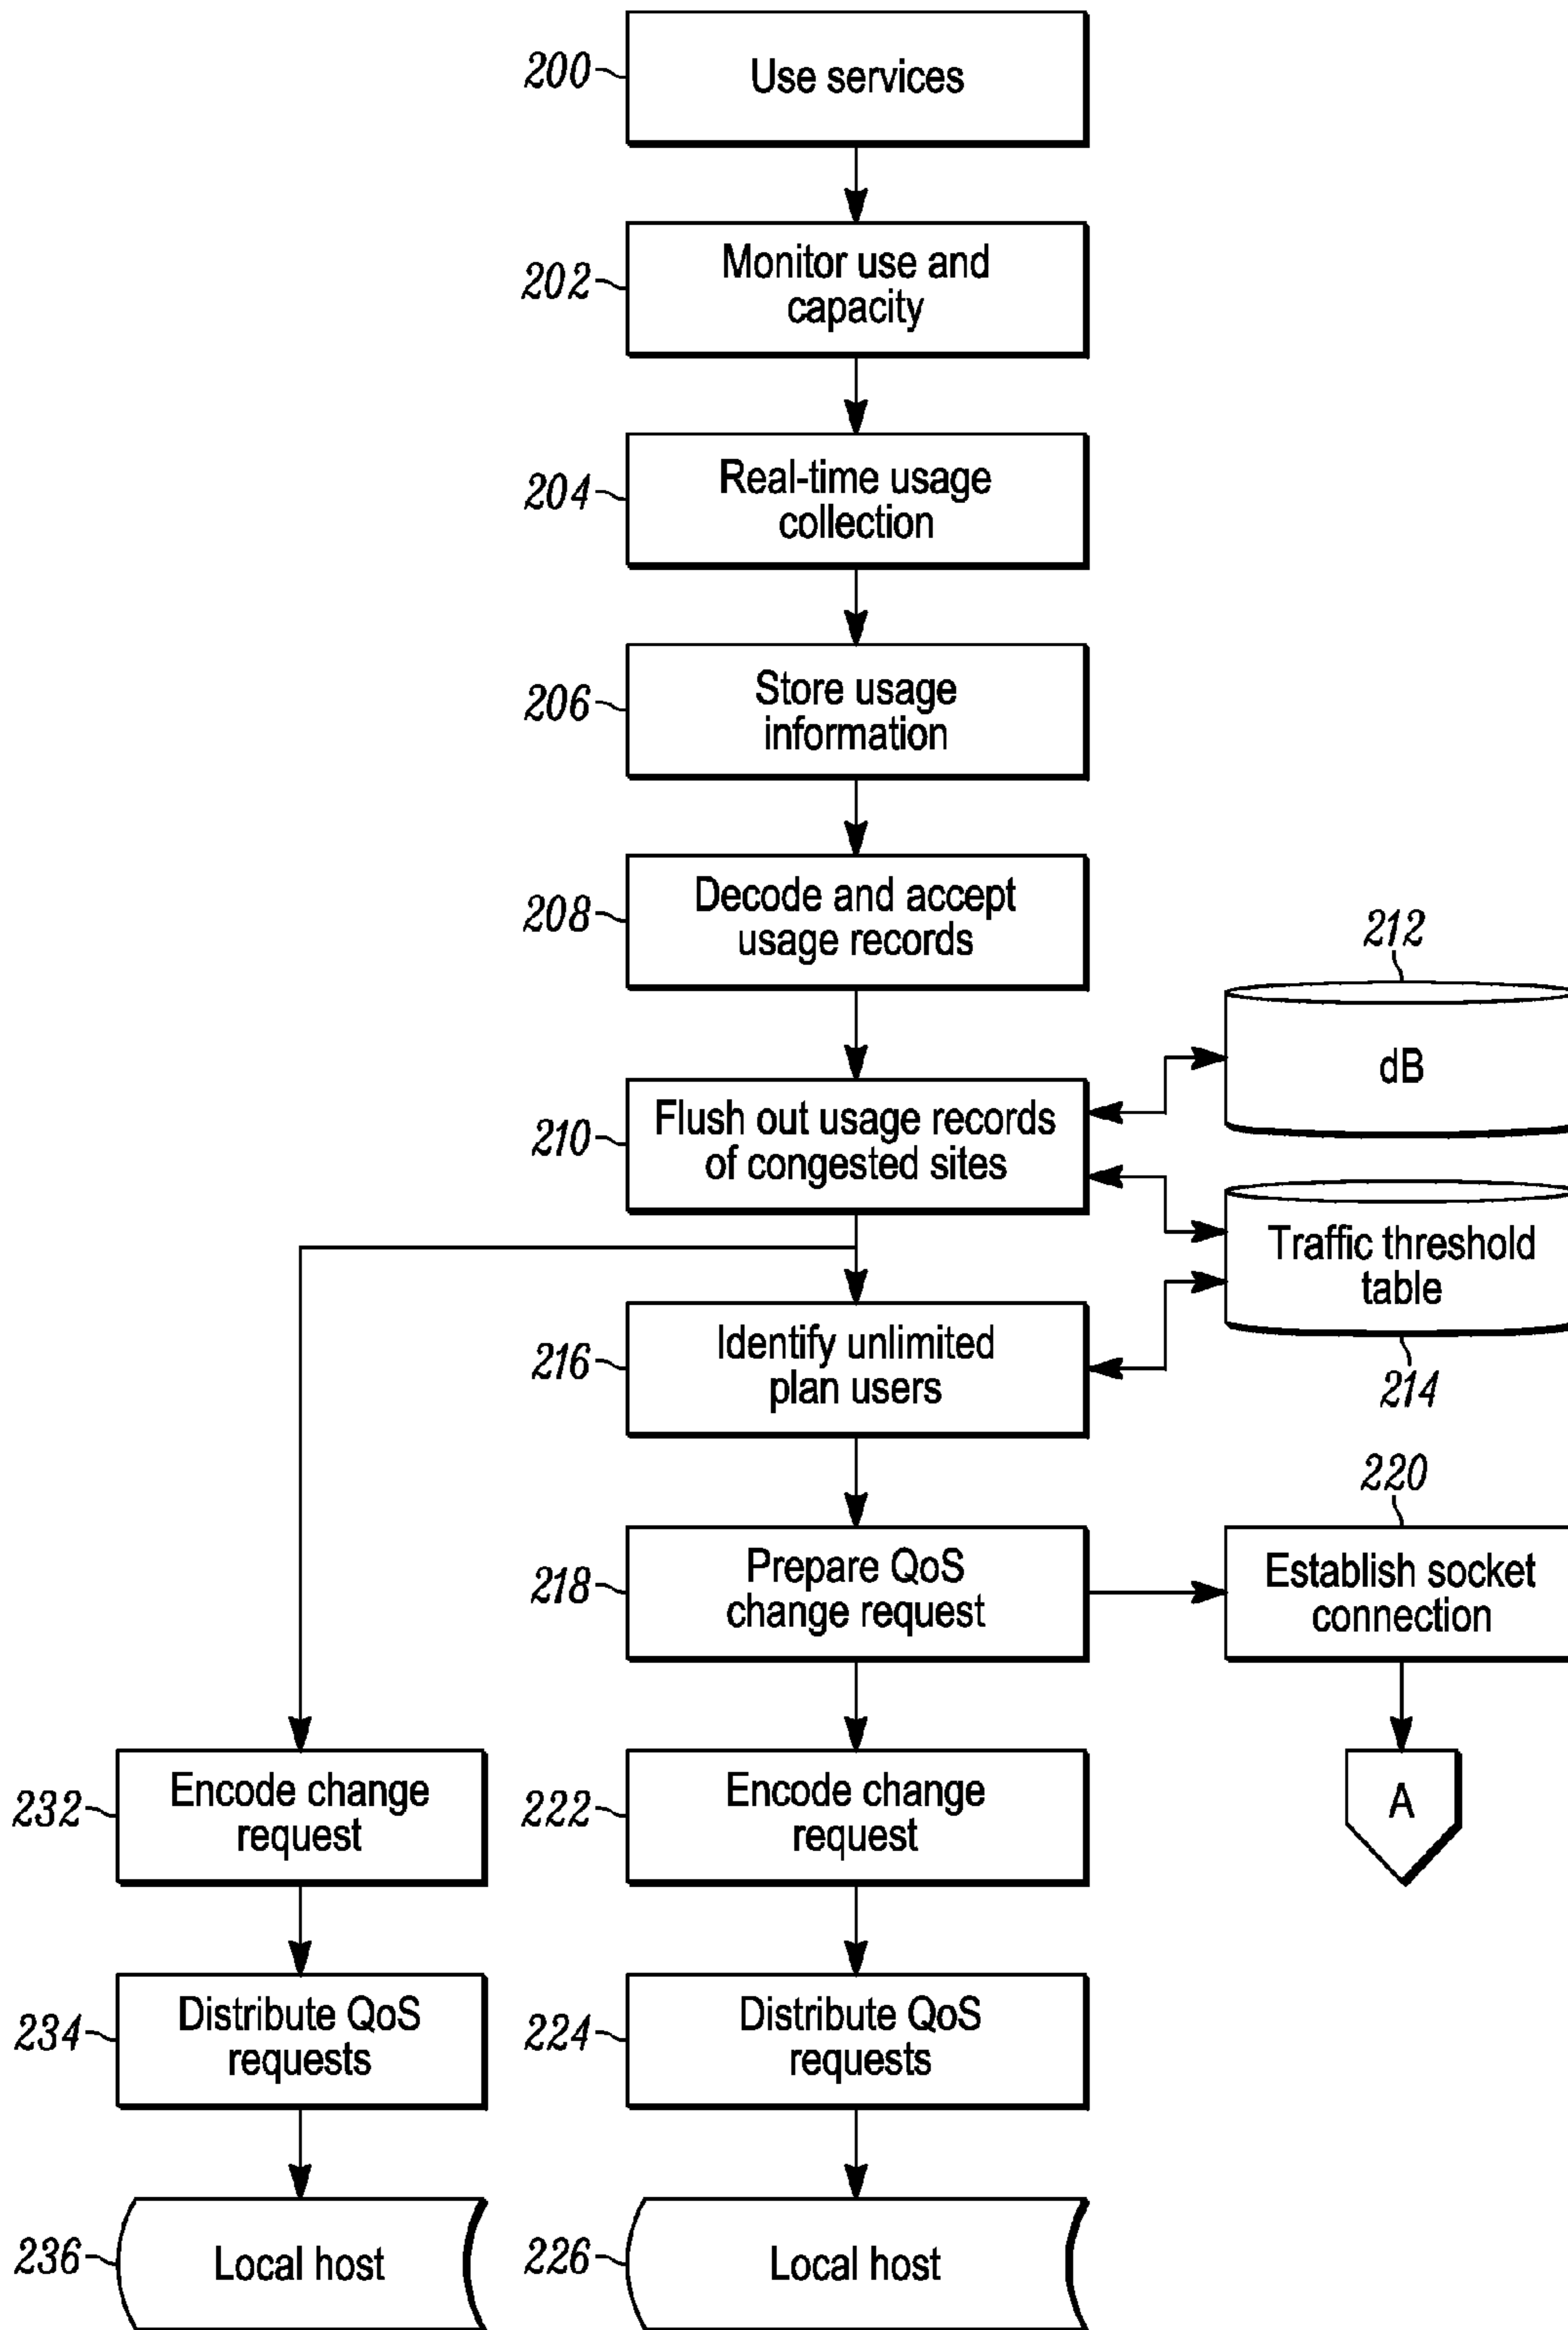 200
Use services
202
Monitor use and
capacity
204
Real-time usage
collection
206
Store usage
information
208
Decode and accept
usage records
212
dB
210
Flush out usage records
of congested sites
Traffic threshold
table
214
216
Identify unlimited
plan users
220
218
Prepare QoS
change request
Establish socket
connection
232
Encode change
request
222
Encode change
request
A
234
Distribute QoS
requests
224
Distribute QoS
requests
236
Local host
226
Local host